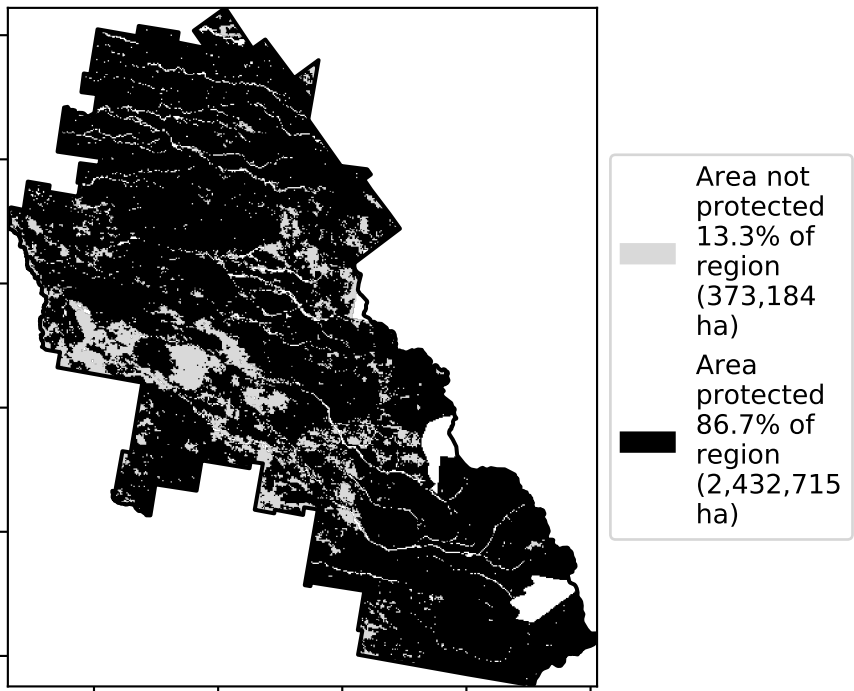 Area not
protected
13.3% of
region
(373,184
ha)
Area
protected
86.7% of
region
(2,432,715
ha)